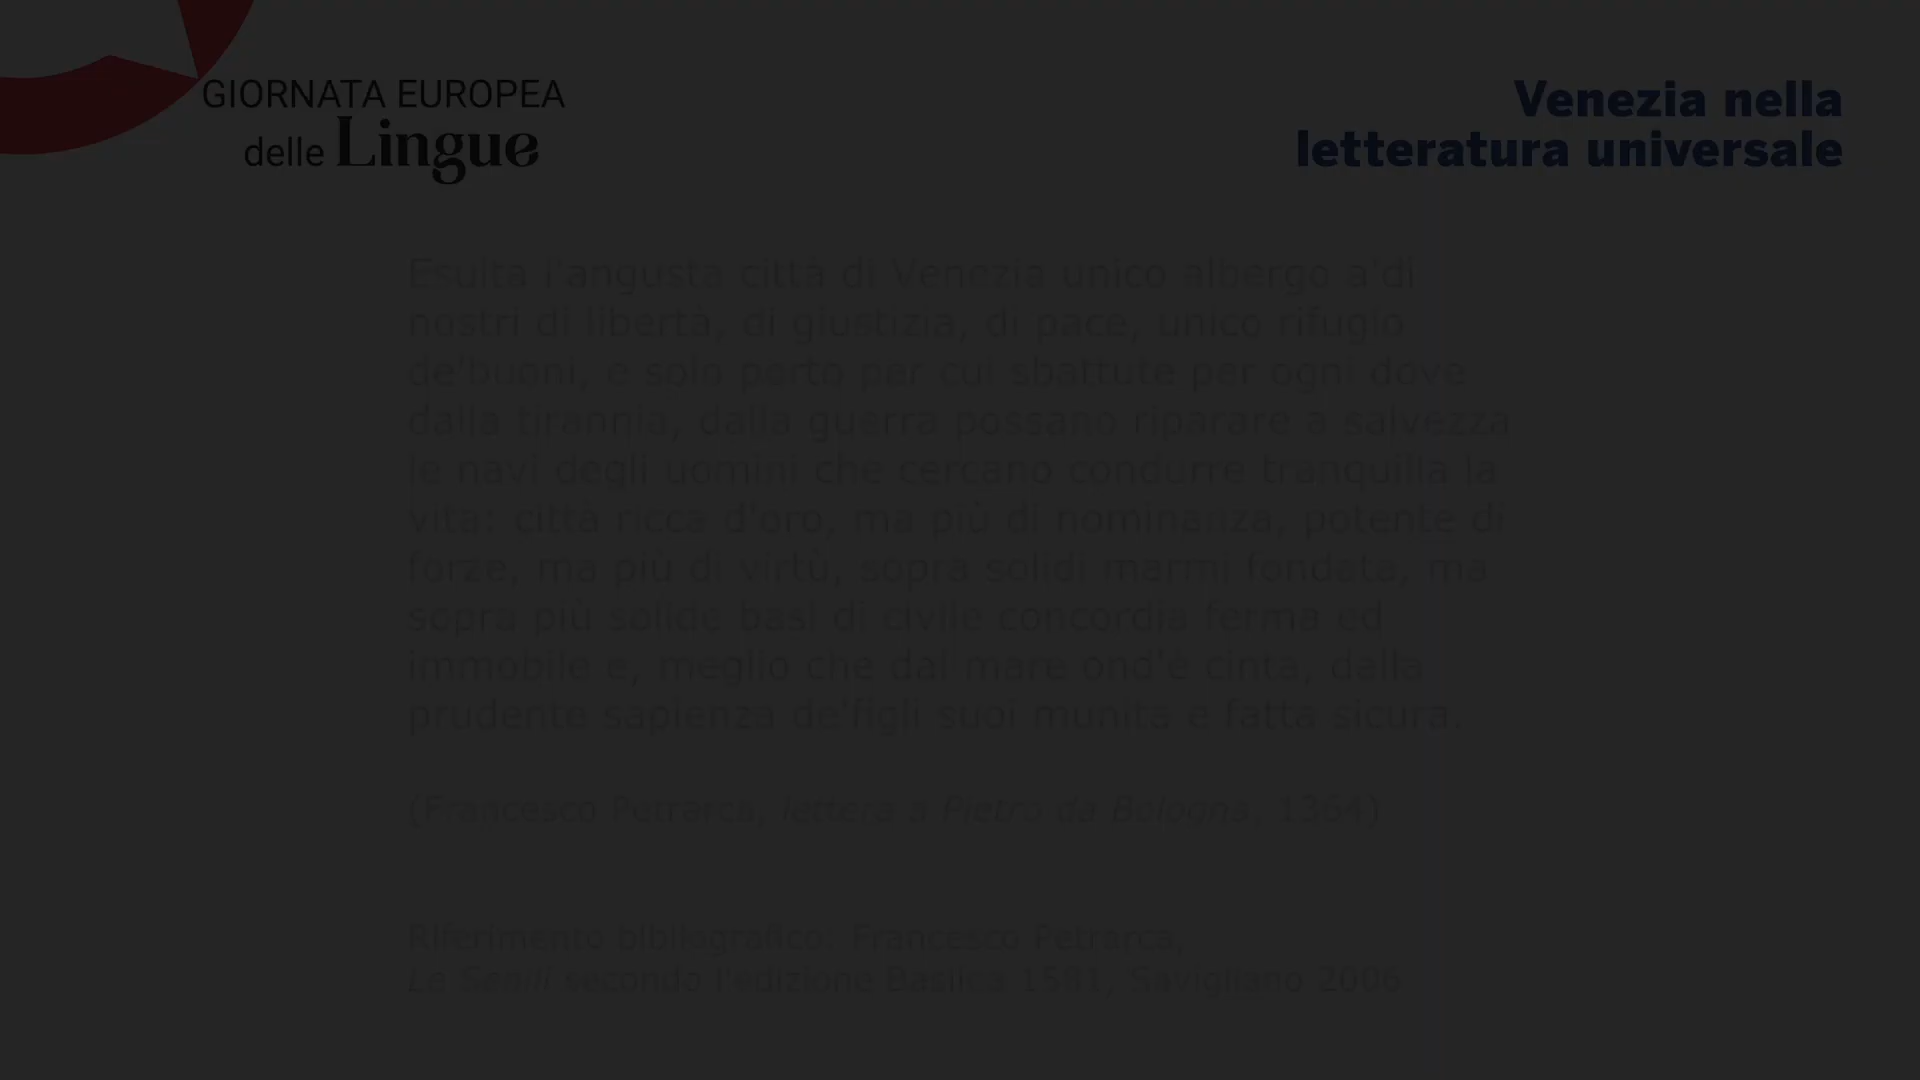 GIORNATA EUROPEA
delle Lingue
Venezia nella
letteratura universale
Esulta l'angusta città di Venezia unico albergo a'dì
nostri di libertà, di giustizia, di pace, unico rifugio
de'buoni, e solo porto per cui sbattute per ogni dove
dalla tirannia, dalla guerra possano riparare a salvezza
le navi degli uomini che cercano condurre tranquilla la
vita: città ricca d'oro, ma più di nominanza, potente di
forze, ma più di virtù, sopra solidi marmi fondata, ma
sopra più solide basi di civile concordia ferma ed
immobile e, meglio che dal mare ond'è cinta, dalla
prudente sapienza de'figli suoi munita e fatta sicura.
(Francesco Petrarca, lettera a Pietro da Bologna, 1364)
Riferimento bibliografico: Francesco Petrarca,
Le Senili secondo l'edizione Basilea 1581, Savigliano 2006